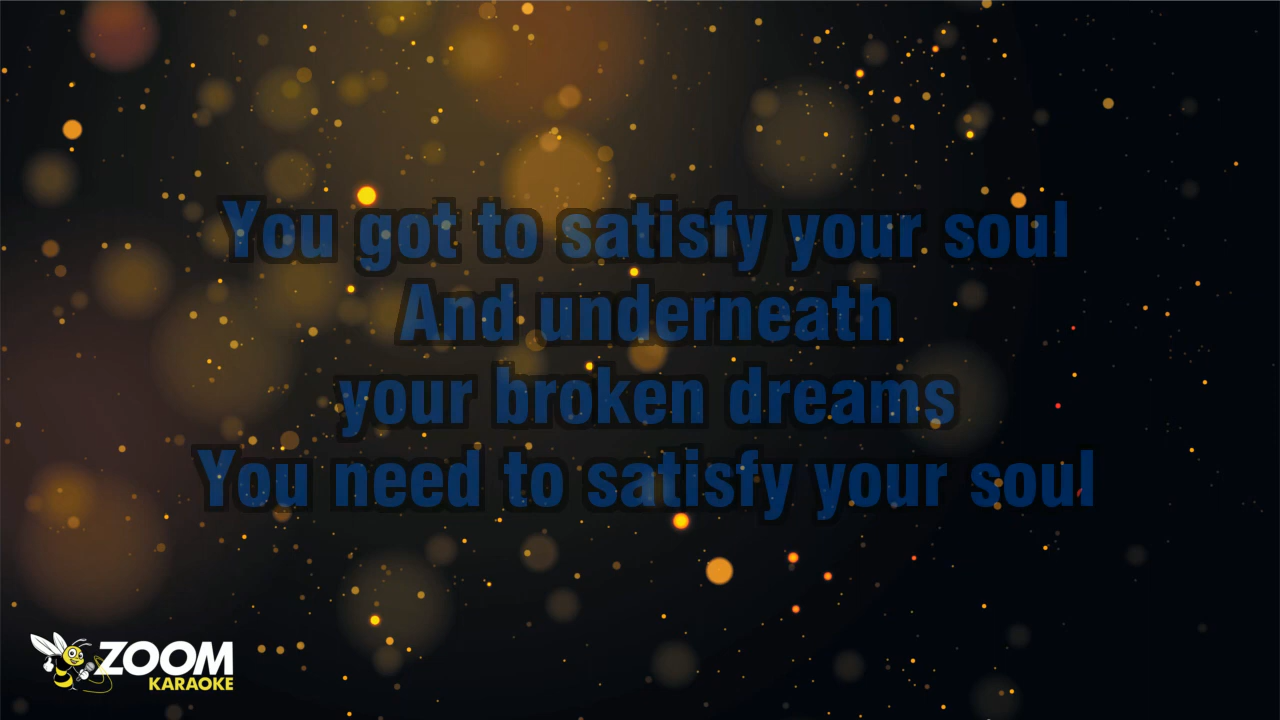 You got to satisfy your soul
And underneath
your broken dreams
You need to satisfy your soul
ZOOM
KARAOKE